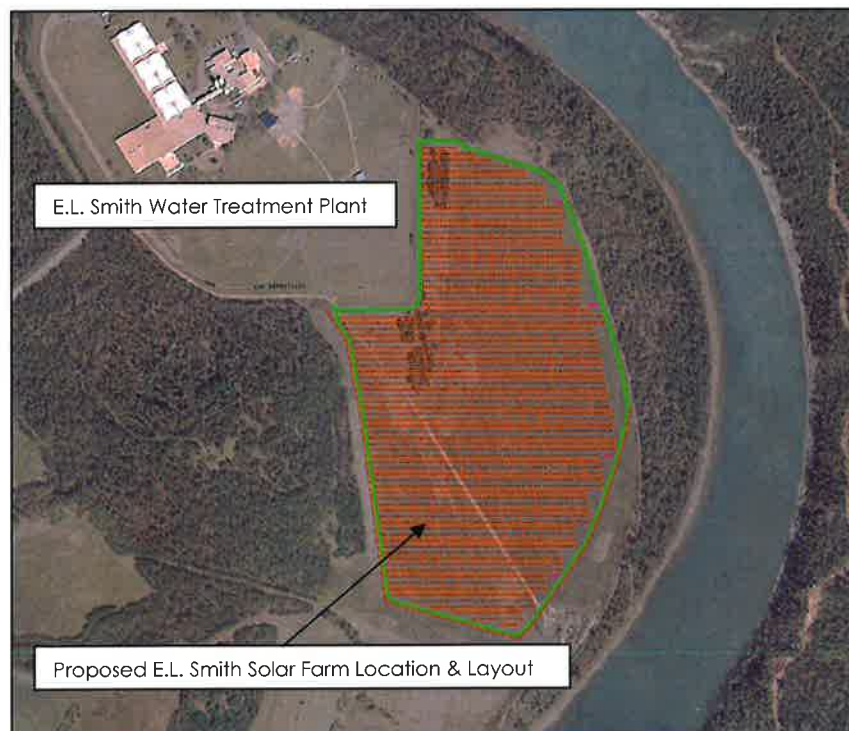 E.L. Smith Water Treatment Plant
Proposed E.L. Smith Solar Farm Location & Layout